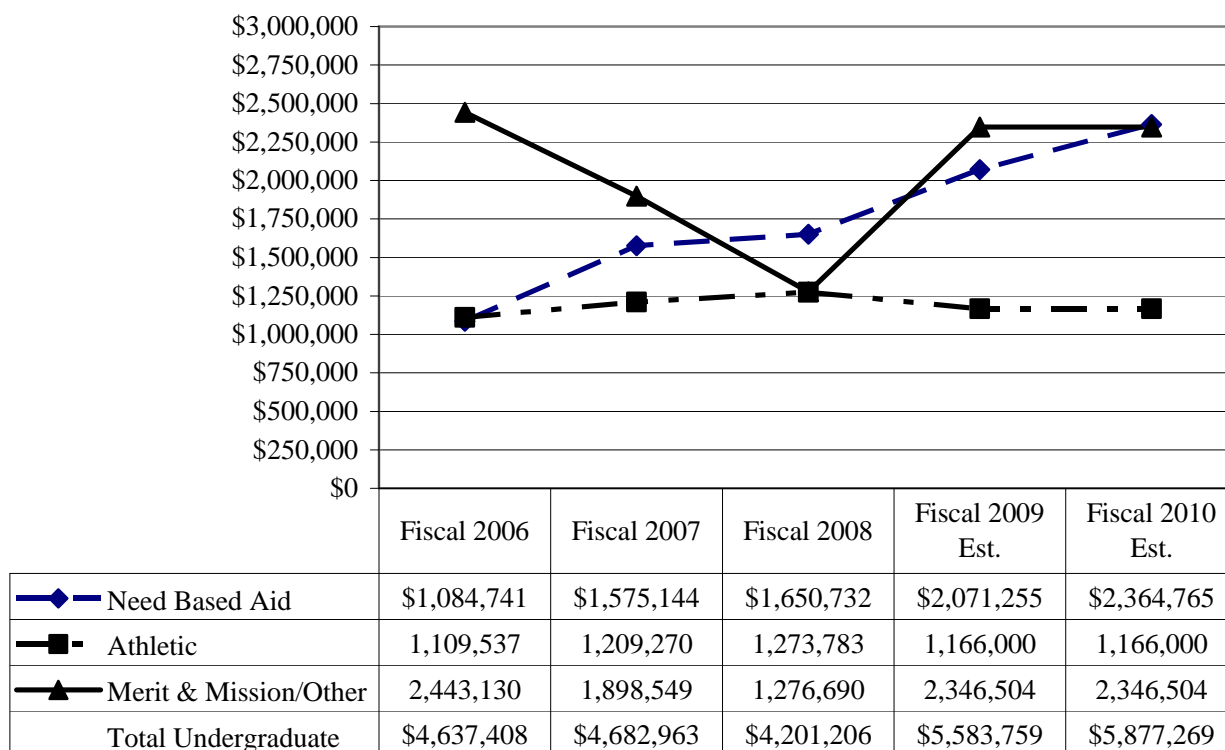 $3,000,000
$2,750,000
$2,500,000
$2,250,000
$2,000,000
$1,750,000
$1,500,000
$1,250,000
$1,000,000
$750,000
$500,000
$250,000
$0
Fiscal 2006 Fiscal 2007 Fiscal 2008 Fiscal 2009 Est. Fiscal 2010 Est.
Need Based Aid $1,084,741 $1,575,144 $1,650,732 $2,071,255 $2,364,765
Athletic 1,109,537 1,209,270 1,273,783 1,166,000 1,166,000
Merit & Mission/Other 2,443,130 1,898,549 1,276,690 2,346,504 2,346,504
Total Undergraduate $4,637,408 $4,682,963 $4,201,206 $5,583,759 $5,877,269